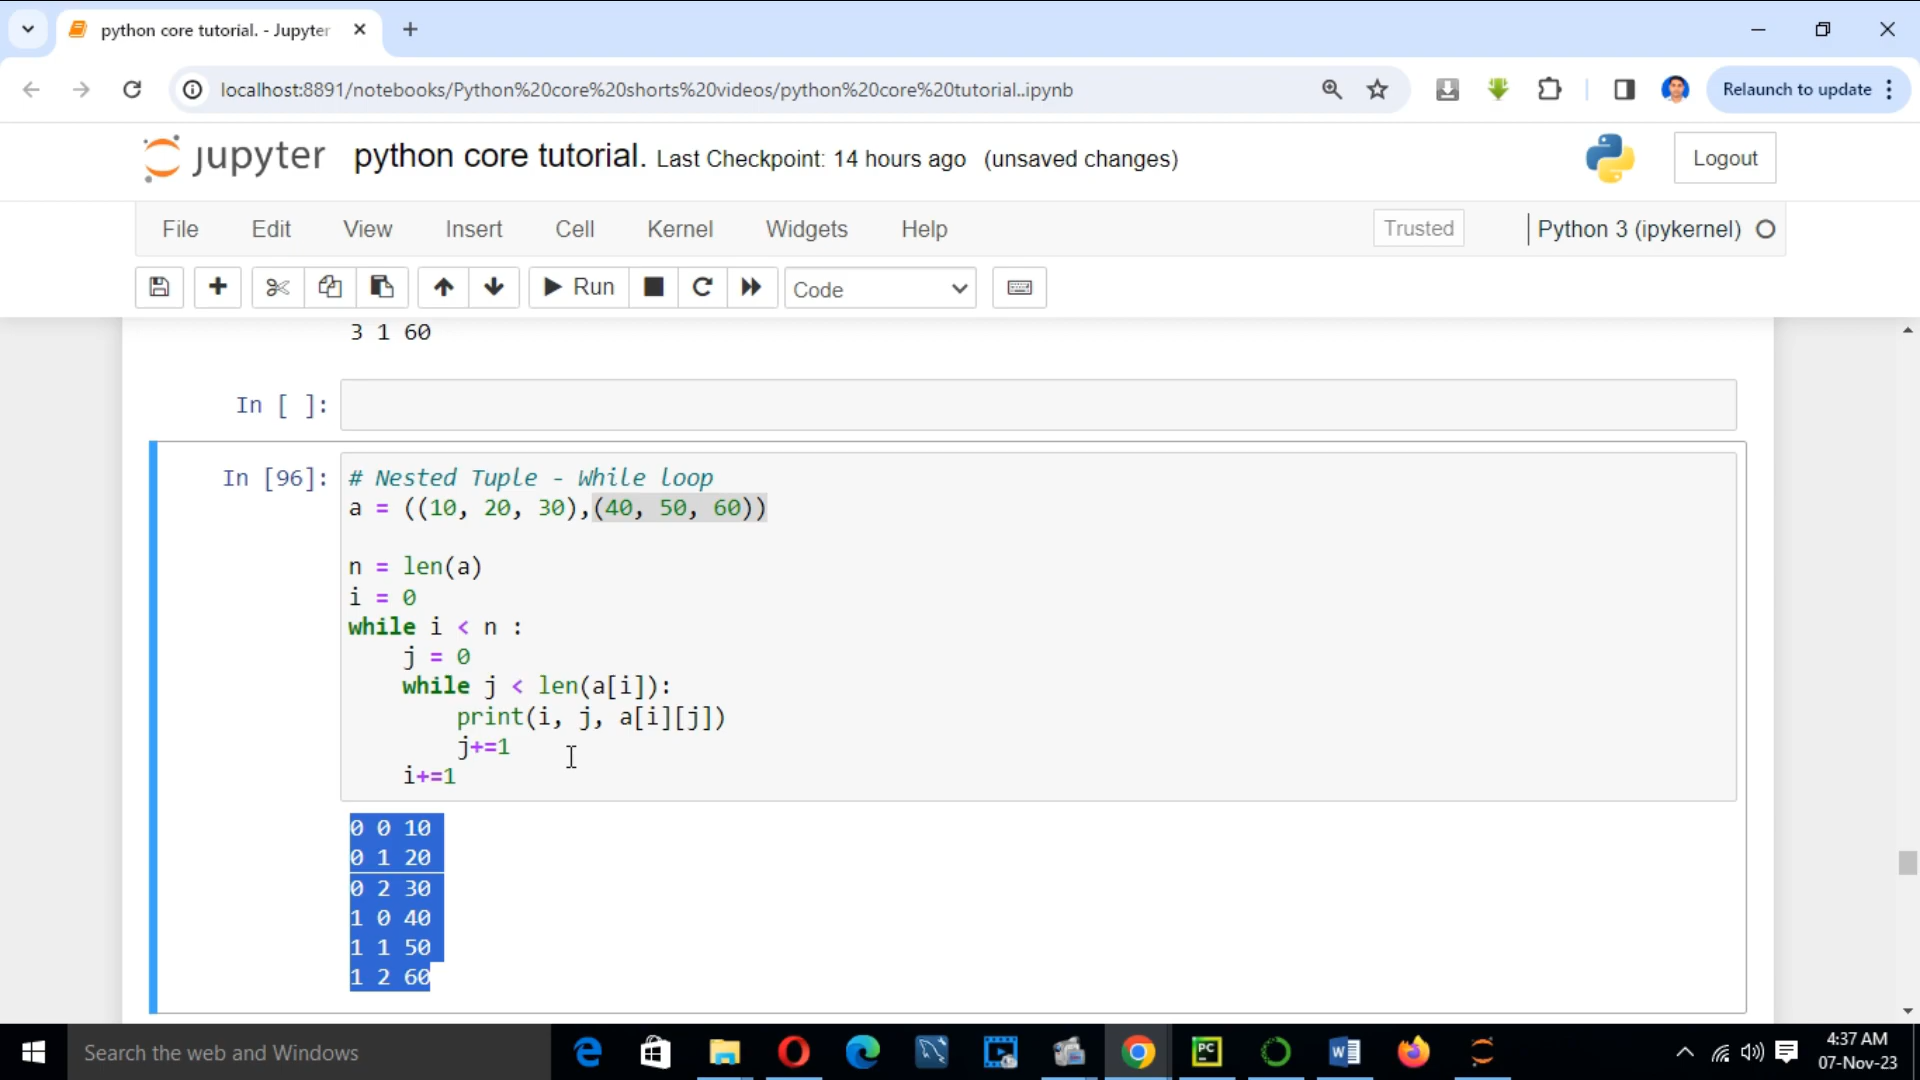 python core tutorial. - Jupyter
localhost:8891/notebooks/Python%20core%20shorts%20videos/python%20core%20tutorial..ipynb
Relaunch to update
jupyter python core tutorial. Last Checkpoint: 14 hours ago (unsaved changes)
Logout
File Edit View Insert Cell Kernel Widgets Help Trusted Python 3 (ipykernel)
Run Code
3 1 60
In [ ]:
In [96]: # Nested Tuple - While loop
a = ((10, 20, 30),(40, 50, 60))
n = len(a)
i = 0
while i < n :
    j = 0
    while j < len(a[i]):
        print(i, j, a[i][j])
        j+=1
    i+=1
0 0 10
0 1 20
0 2 30
1 0 40
1 1 50
1 2 60
Search the web and Windows
PC
4:37 AM
07-Nov-23